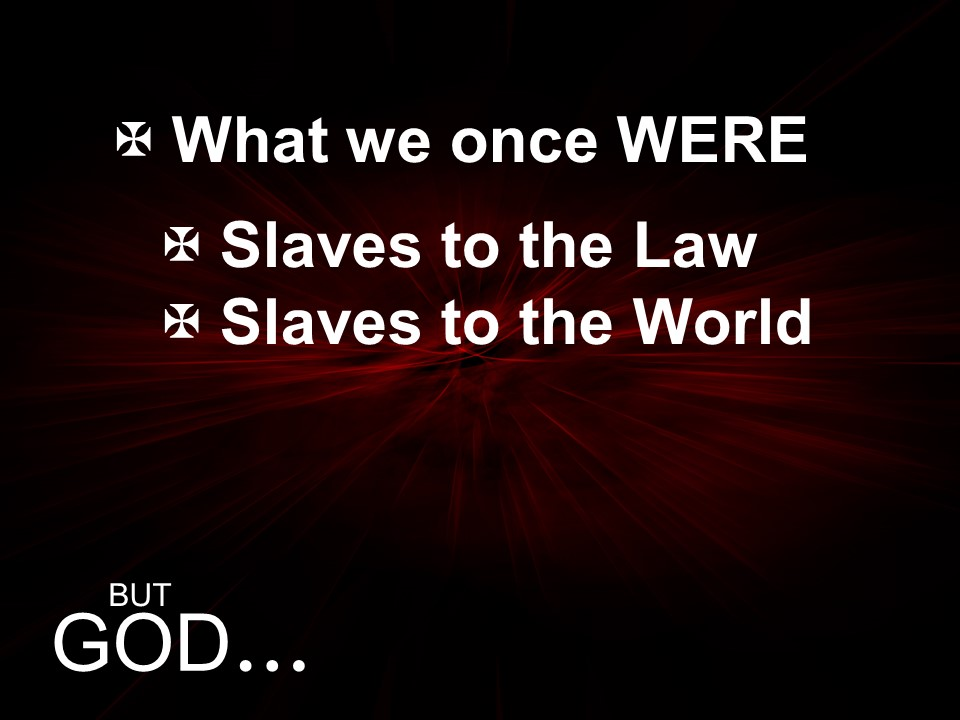 ✠ What we once WERE
✠ Slaves to the Law
✠ Slaves to the World
BUT
GOD...